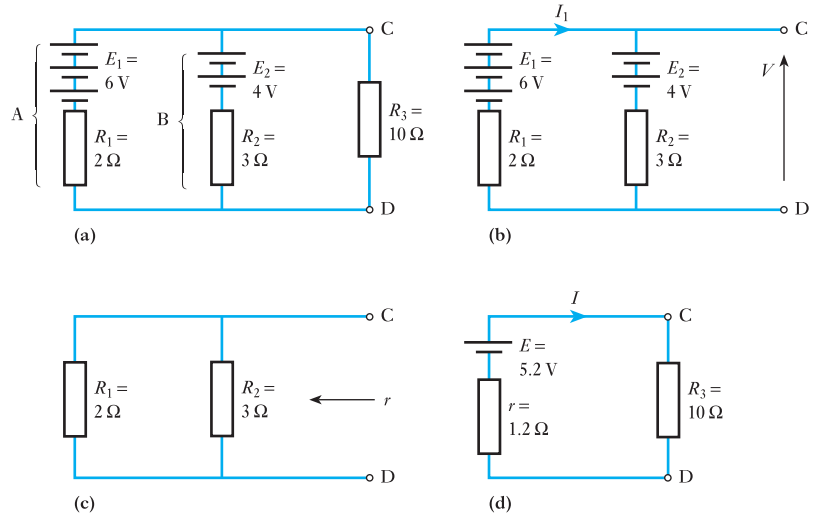 C
A
E1 =
6 V
R1 =
2 Ω
B
E2 =
4 V
R2 =
3 Ω
R3 =
10 Ω
D
(a)
I1
C
E1 =
6 V
R1 =
2 Ω
E2 =
4 V
R2 =
3 Ω
V
D
(b)
C
R1 =
2 Ω
R2 =
3 Ω
r
D
(c)
I
C
E =
5.2 V
r =
1.2 Ω
R3 =
10 Ω
D
(d)